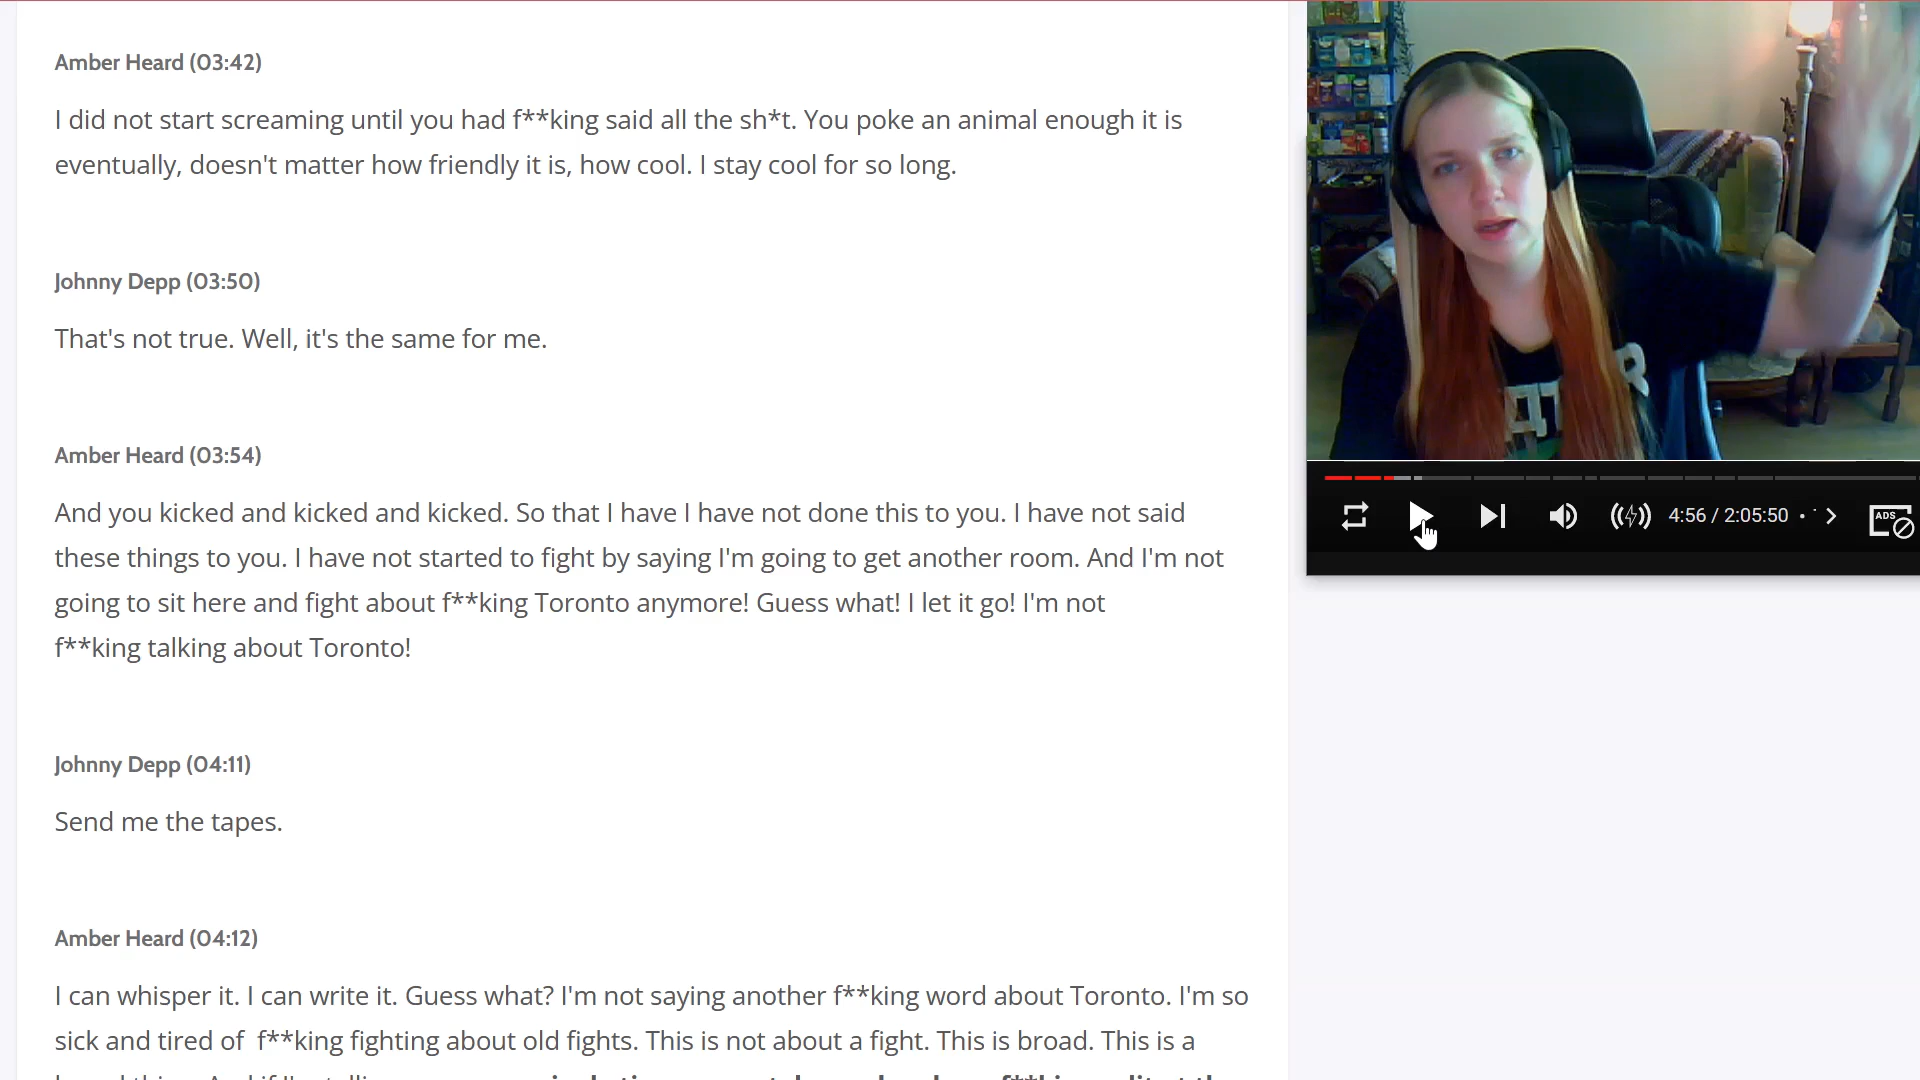 Amber Heard (03:42)
I did not start screaming until you had f**king said all the sh*t. You poke an animal enough it is
eventually, doesn't matter how friendly it is, how cool. I stay cool for so long.
Johnny Depp (03:50)
That's not true. Well, it's the same for me.
Amber Heard (03:54)
And you kicked and kicked and kicked. So that I have I have not done this to you. I have not said
these things to you. I have not started to fight by saying I'm going to get another room. And I'm not
going to sit here and fight about f**king Toronto anymore! Guess what! I let it go! I'm not
f**king talking about Toronto!
Johnny Depp (04:11)
Send me the tapes.
Amber Heard (04:12)
I can whisper it. I can write it. Guess what? I'm not saying another f**king word about Toronto. I'm so
sick and tired of  f**king fighting about old fights. This is not about a fight. This is broad. This is a
4:56 / 2:05:50
ADS